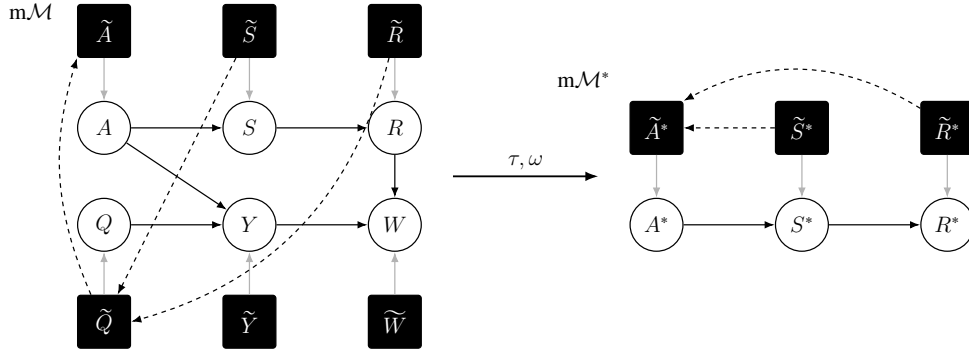 mℳ
Ã S̃ R̃
A S R
Q Y W
Q̃ Ỹ W̃
τ, ω
mℳ*
Ã* S̃* R̃*
A* S* R*